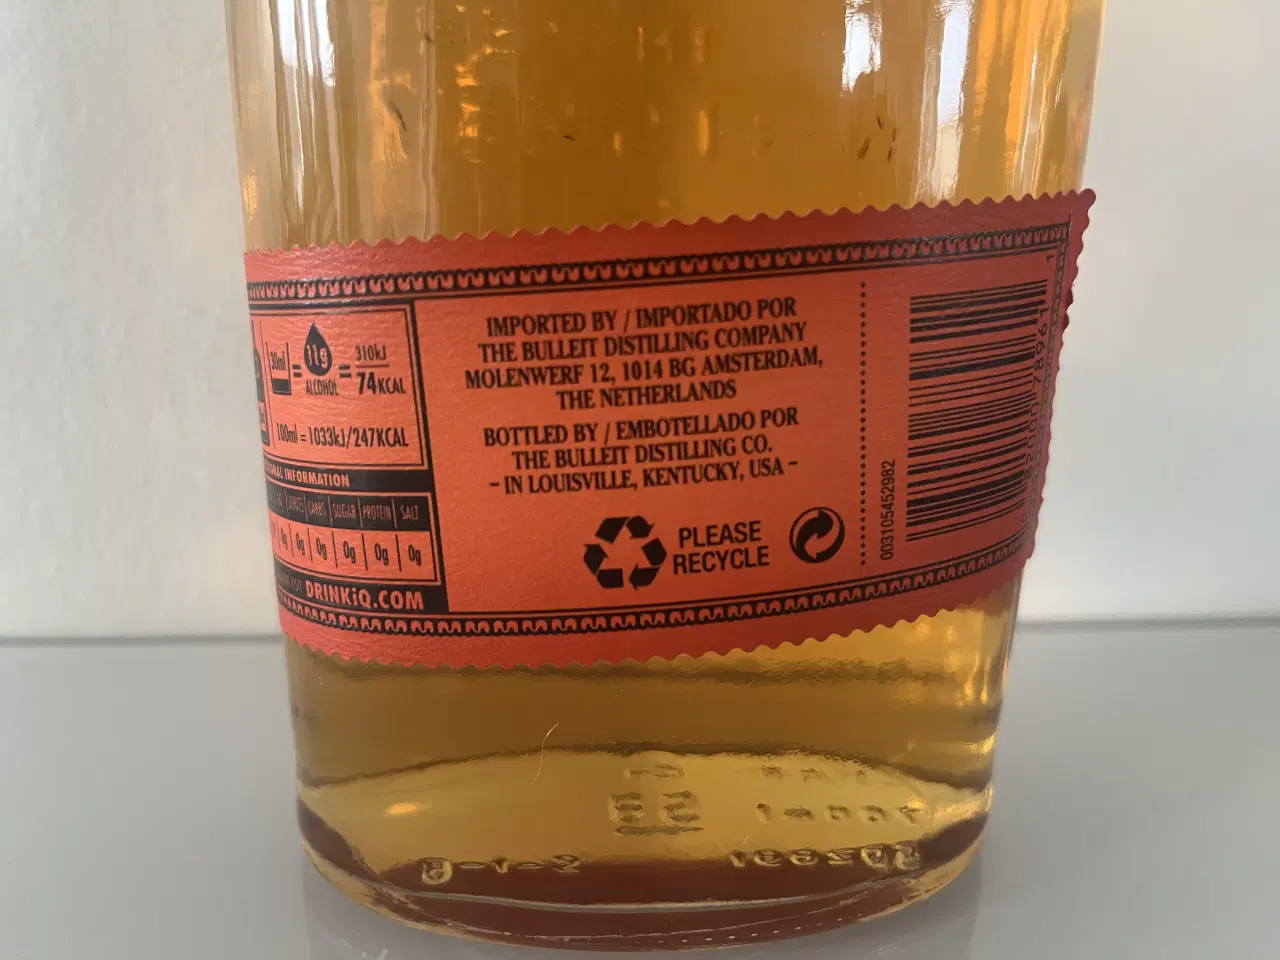 30ml = 11g ALCOHOL = 310kJ / 74KCAL
100ml = 1033kJ/247KCAL
INFORMATION
CARBS SUGAR PROTEIN SALT
0g 0g 0g 0g 0g
VISIT DRINKiQ.COM
IMPORTED BY / IMPORTADO POR
THE BULLEIT DISTILLING COMPANY
MOLENWERF 12, 1014 BG AMSTERDAM,
THE NETHERLANDS
BOTTLED BY / EMBOTELLADO POR
THE BULLEIT DISTILLING CO.
– IN LOUISVILLE, KENTUCKY, USA –
PLEASE
RECYCLE
003105452982